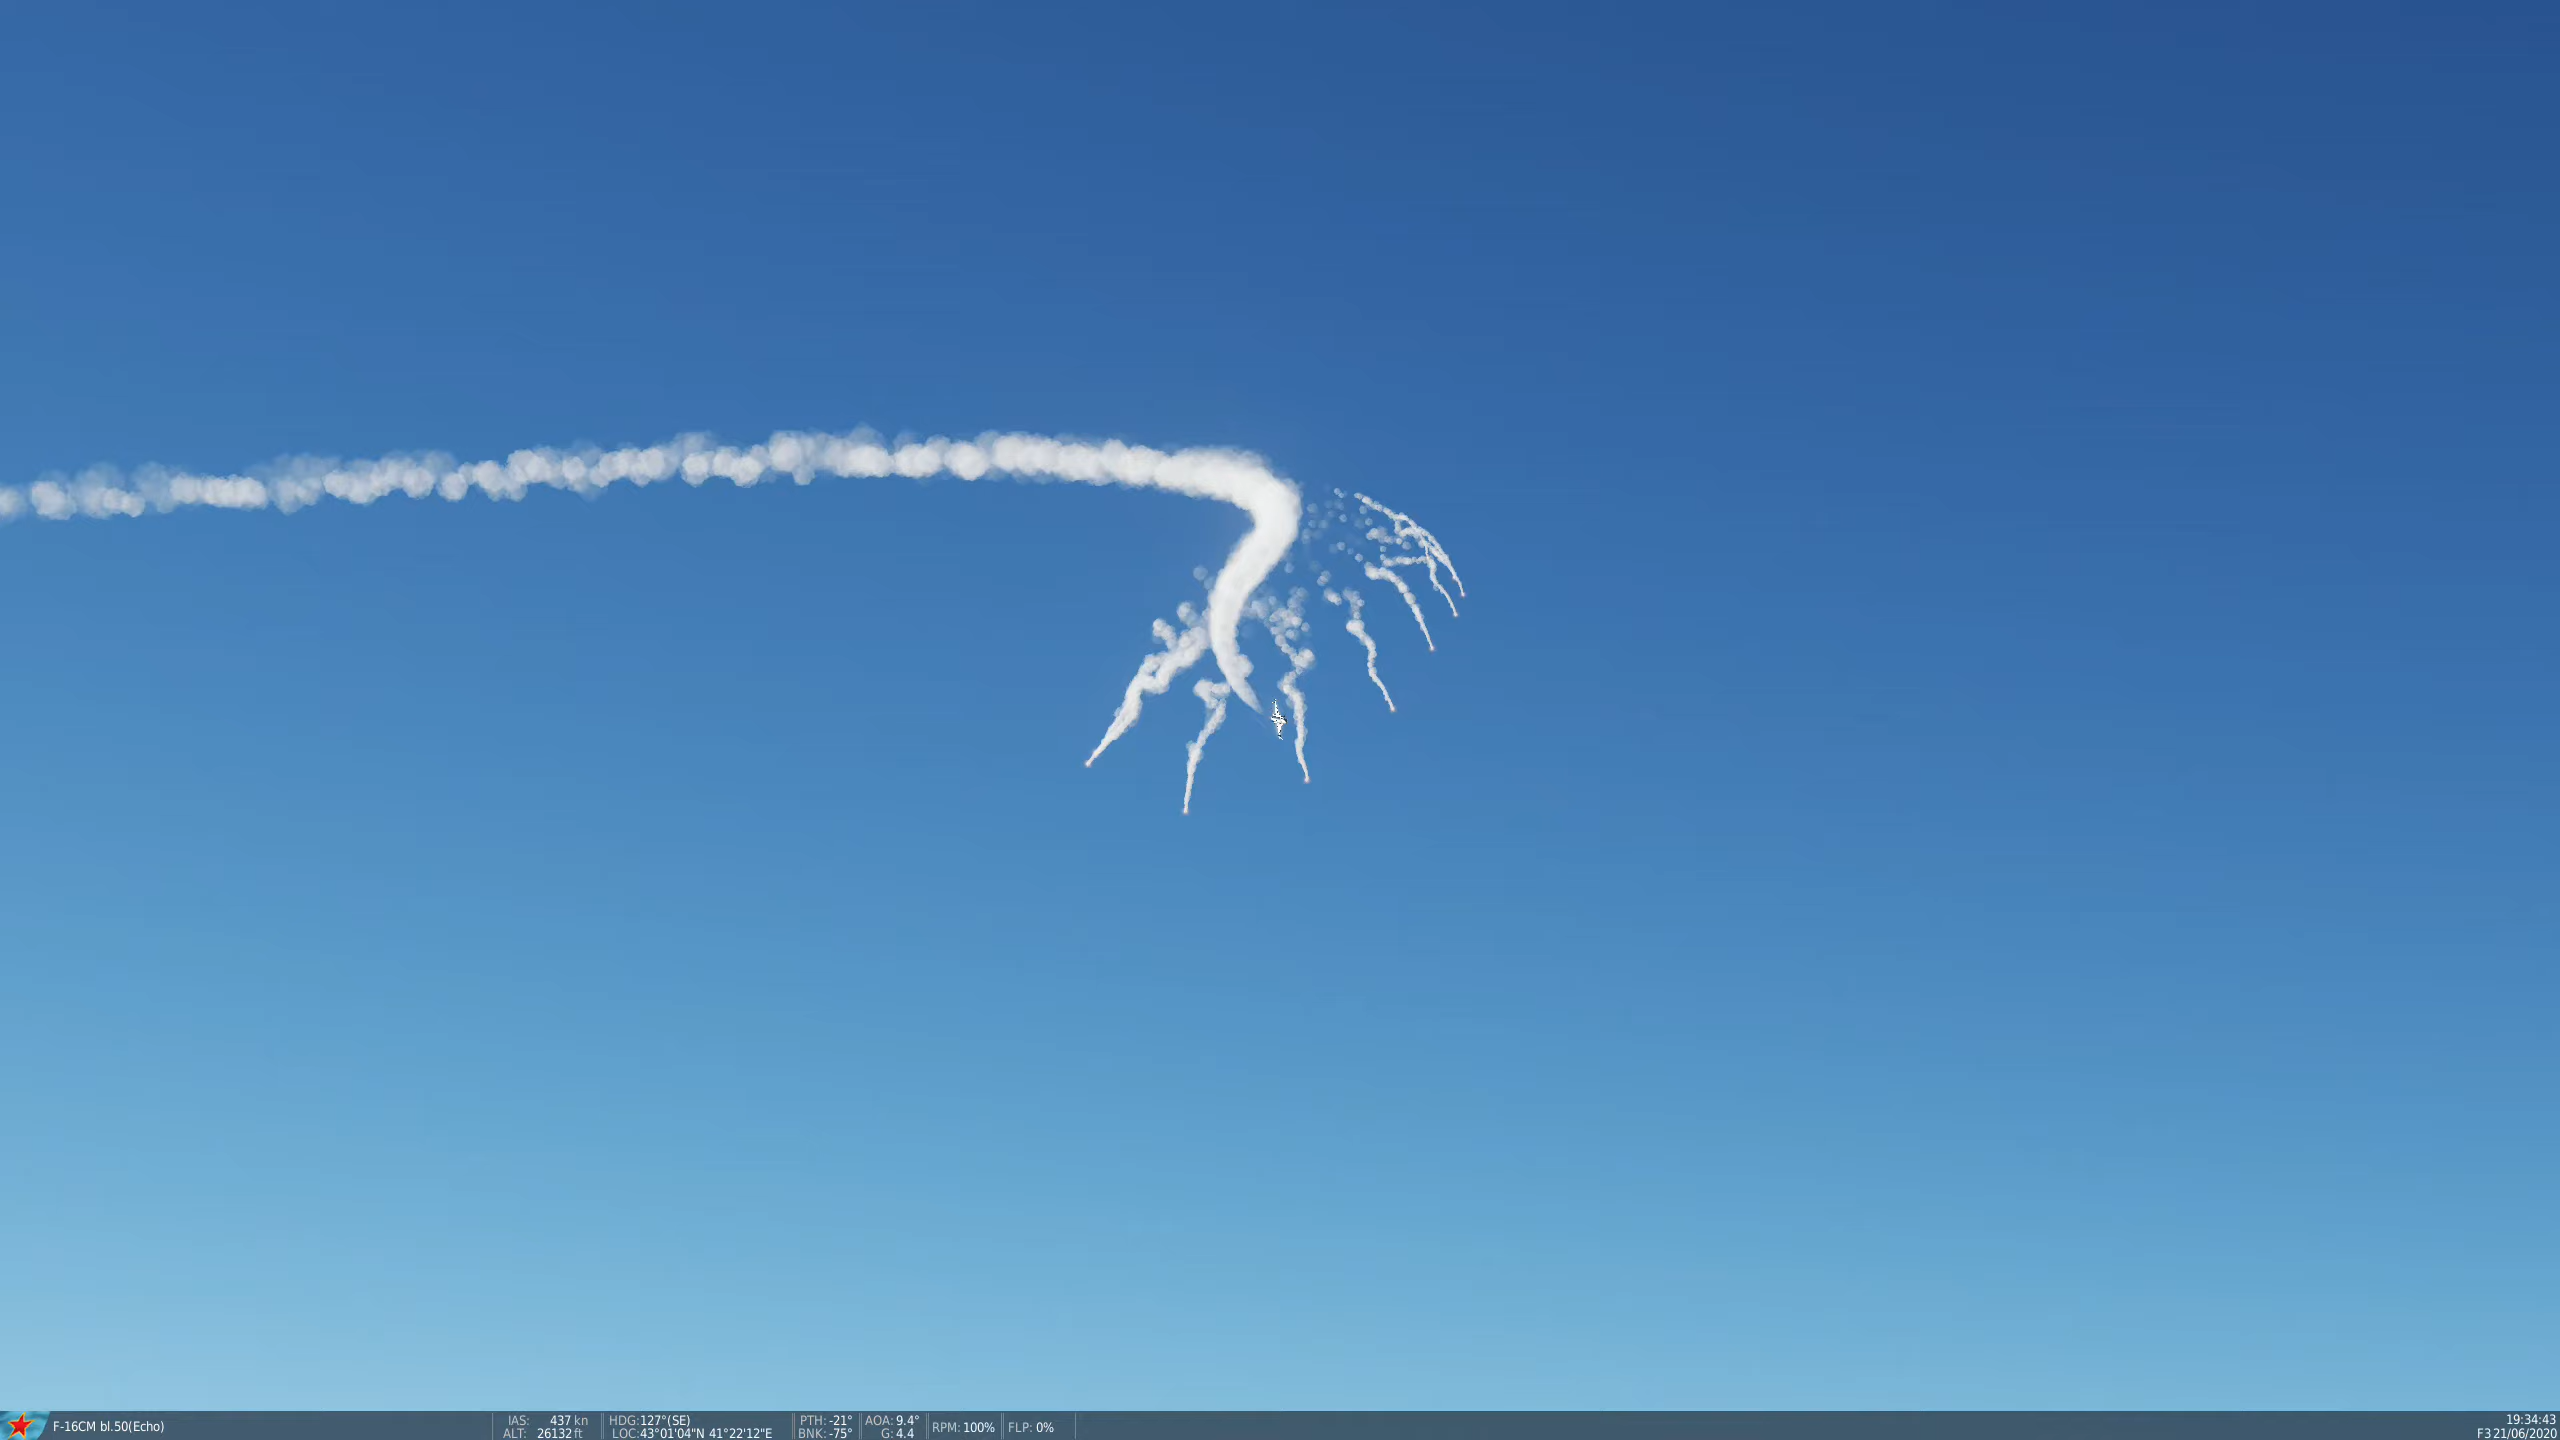 F-16CM bl.50(Echo)
IAS: 437 kn
ALT: 26132 ft
HDG:127°(SE)
LOC:43°01'04"N 41°22'12"E
PTH: -21°
BNK: -75°
AOA: 9.4°
G: 4.4
RPM: 100%
FLP: 0%
19:34:43
F3 21/06/2020